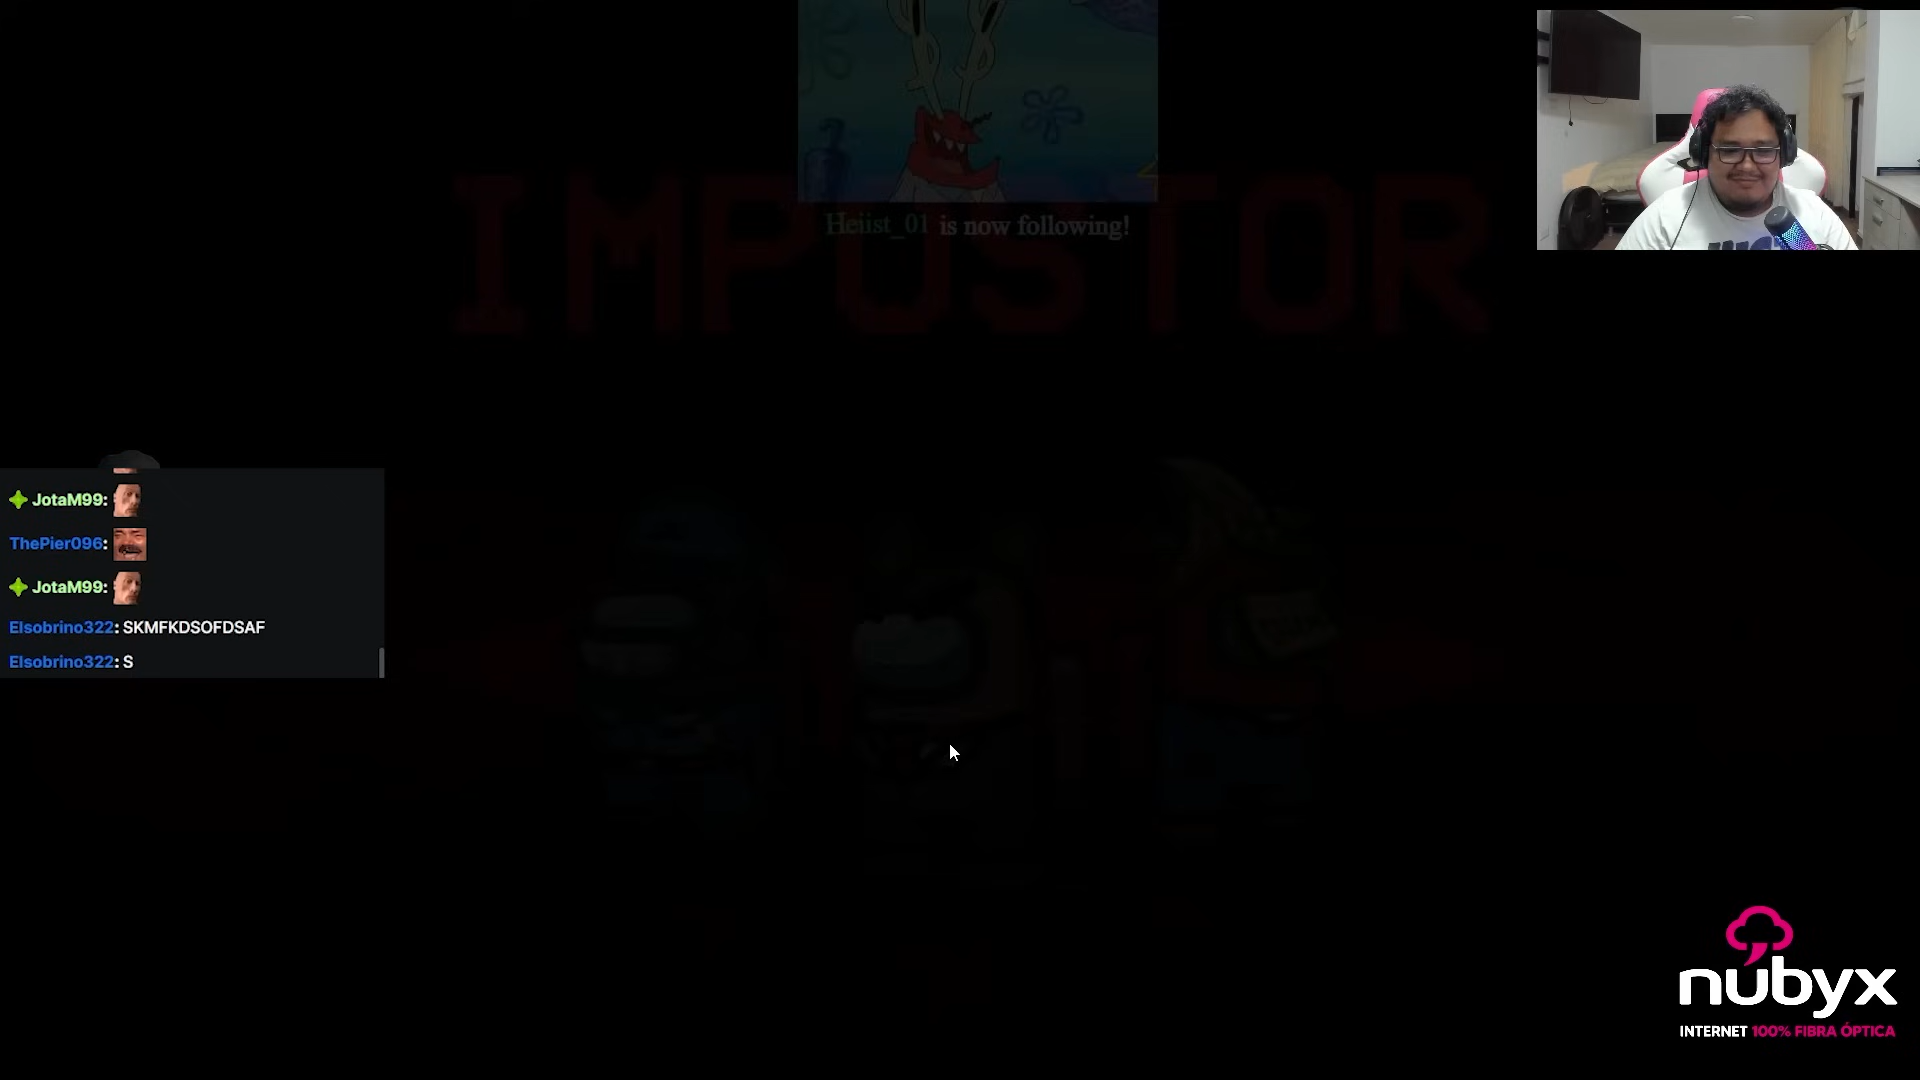 IMPOSTOR
Heiist_01 is now following!
JotaM99:
ThePier096:
JotaM99:
Elsobrino322: SKMFKDSOFDSAF
Elsobrino322: S
nubyx
INTERNET 100% FIBRA ÓPTICA